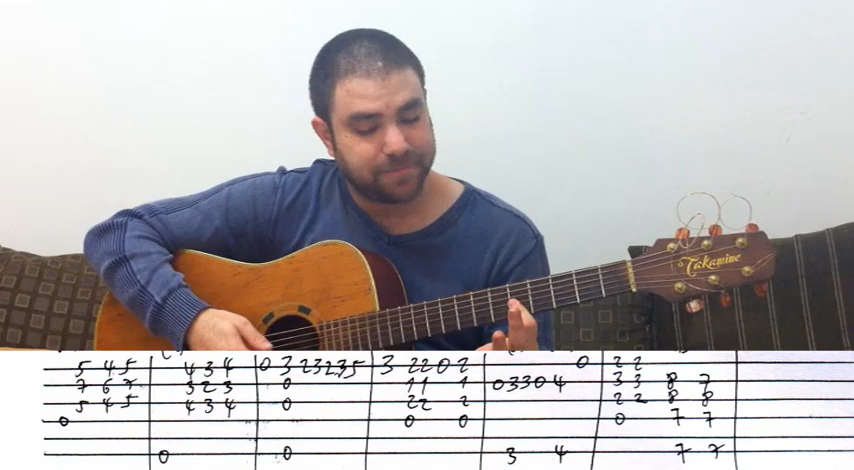 Takamine
5 4 5 4 3 4 0 3 2 3 2 3 5 3 2 2 0 2 0 2 2
7 6 7 3 2 3 0 1 1 1 0 3 3 0 4 3 3 8 7
5 4 5 4 3 4 0 2 2 2 2 2 8 8
0 0 0 0 7 7
0 0 3 4 7 7